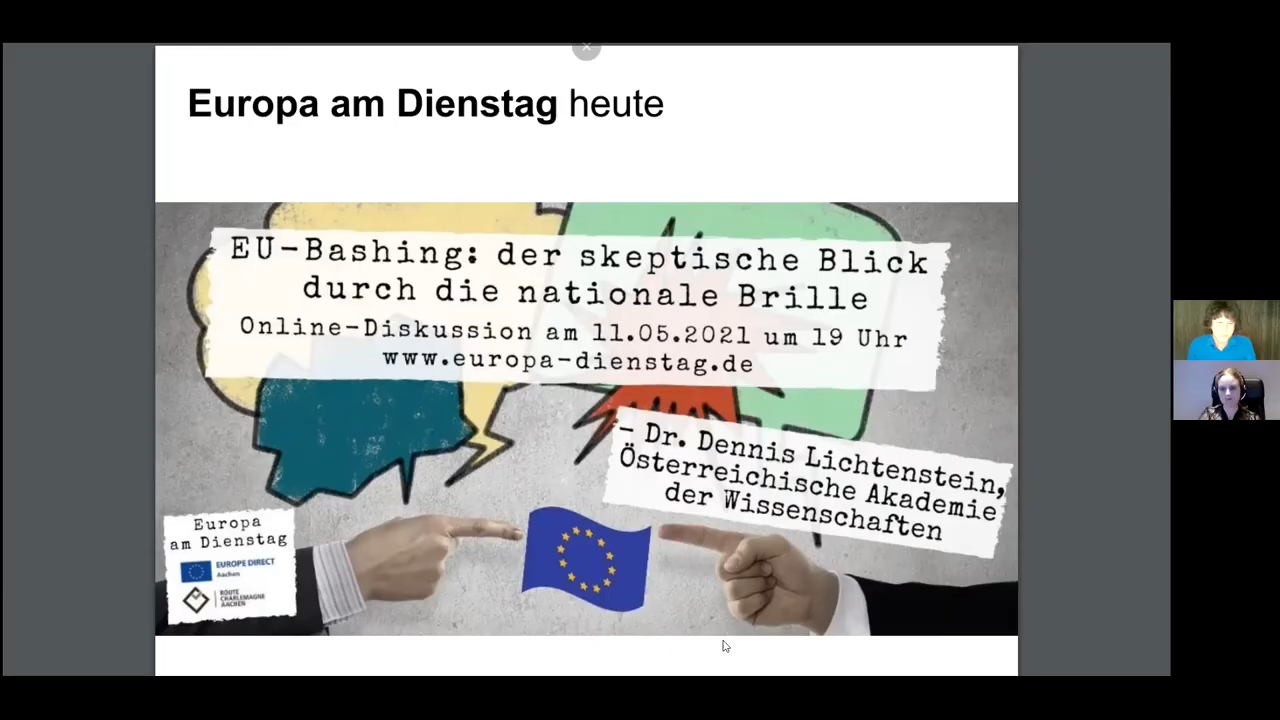 Europa am Dienstag heute
EU-Bashing: der skeptische Blick
durch die nationale Brille
Online-Diskussion am 11.05.2021 um 19 Uhr
www.europa-dienstag.de
- Dr. Dennis Lichtenstein,
Österreichische Akademie
der Wissenschaften
Europa
am Dienstag
EUROPE DIRECT
Aachen
ROUTE
CHARLEMAGNE
AACHEN